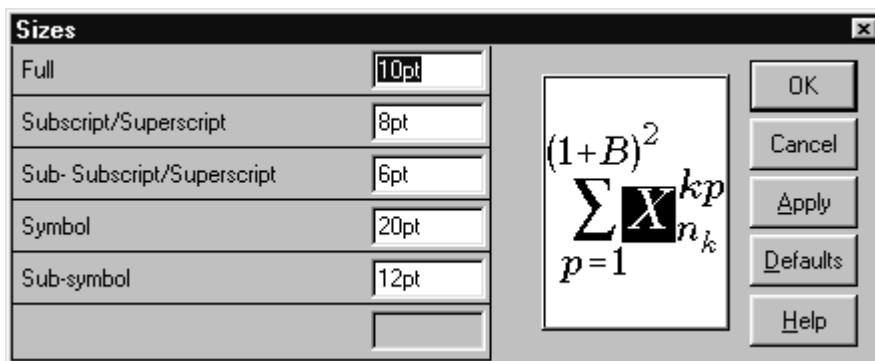 Sizes
Full 10pt
Subscript/Superscript 8pt
Sub- Subscript/Superscript 6pt
Symbol 20pt
Sub-symbol 12pt
(1+B)²
∑ X kp
n k
p=1
OK
Cancel
Apply
Defaults
Help